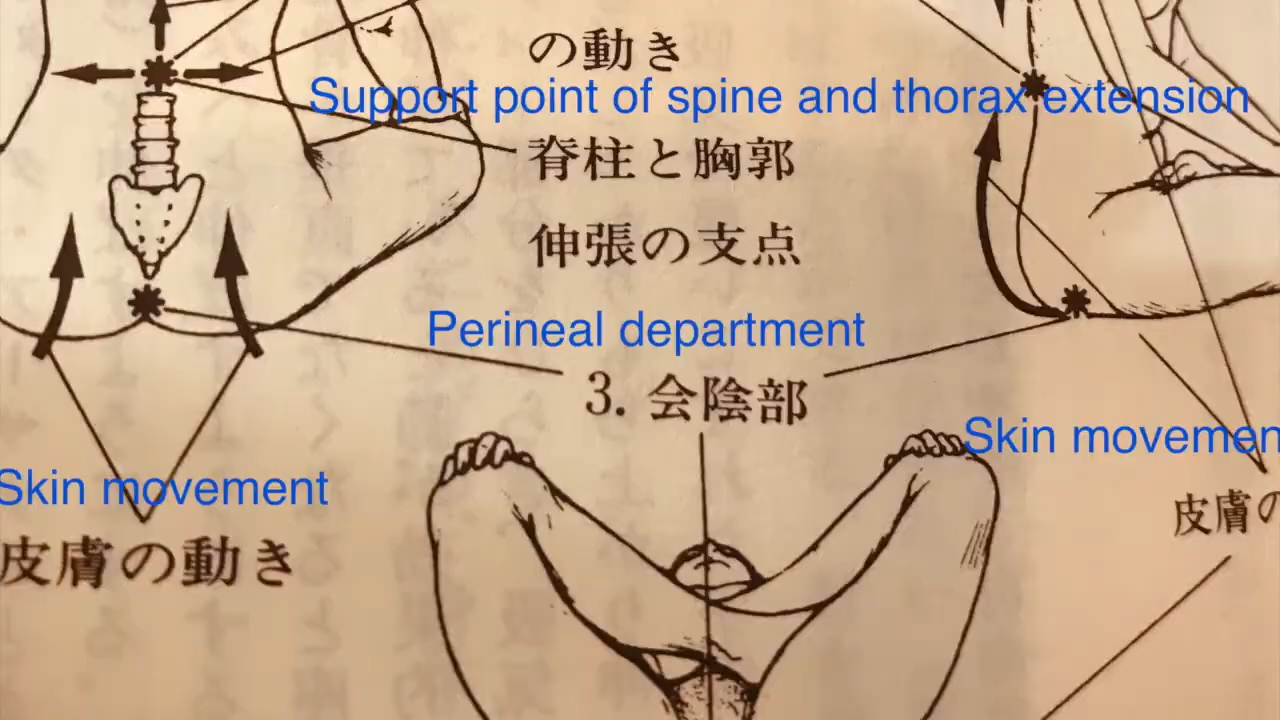 の動き
Support point of spine and thorax extension
脊柱と胸郭
伸張の支点
Perineal department
3. 会陰部
Skin movemen
Skin movement
皮膚の
皮膚の動き